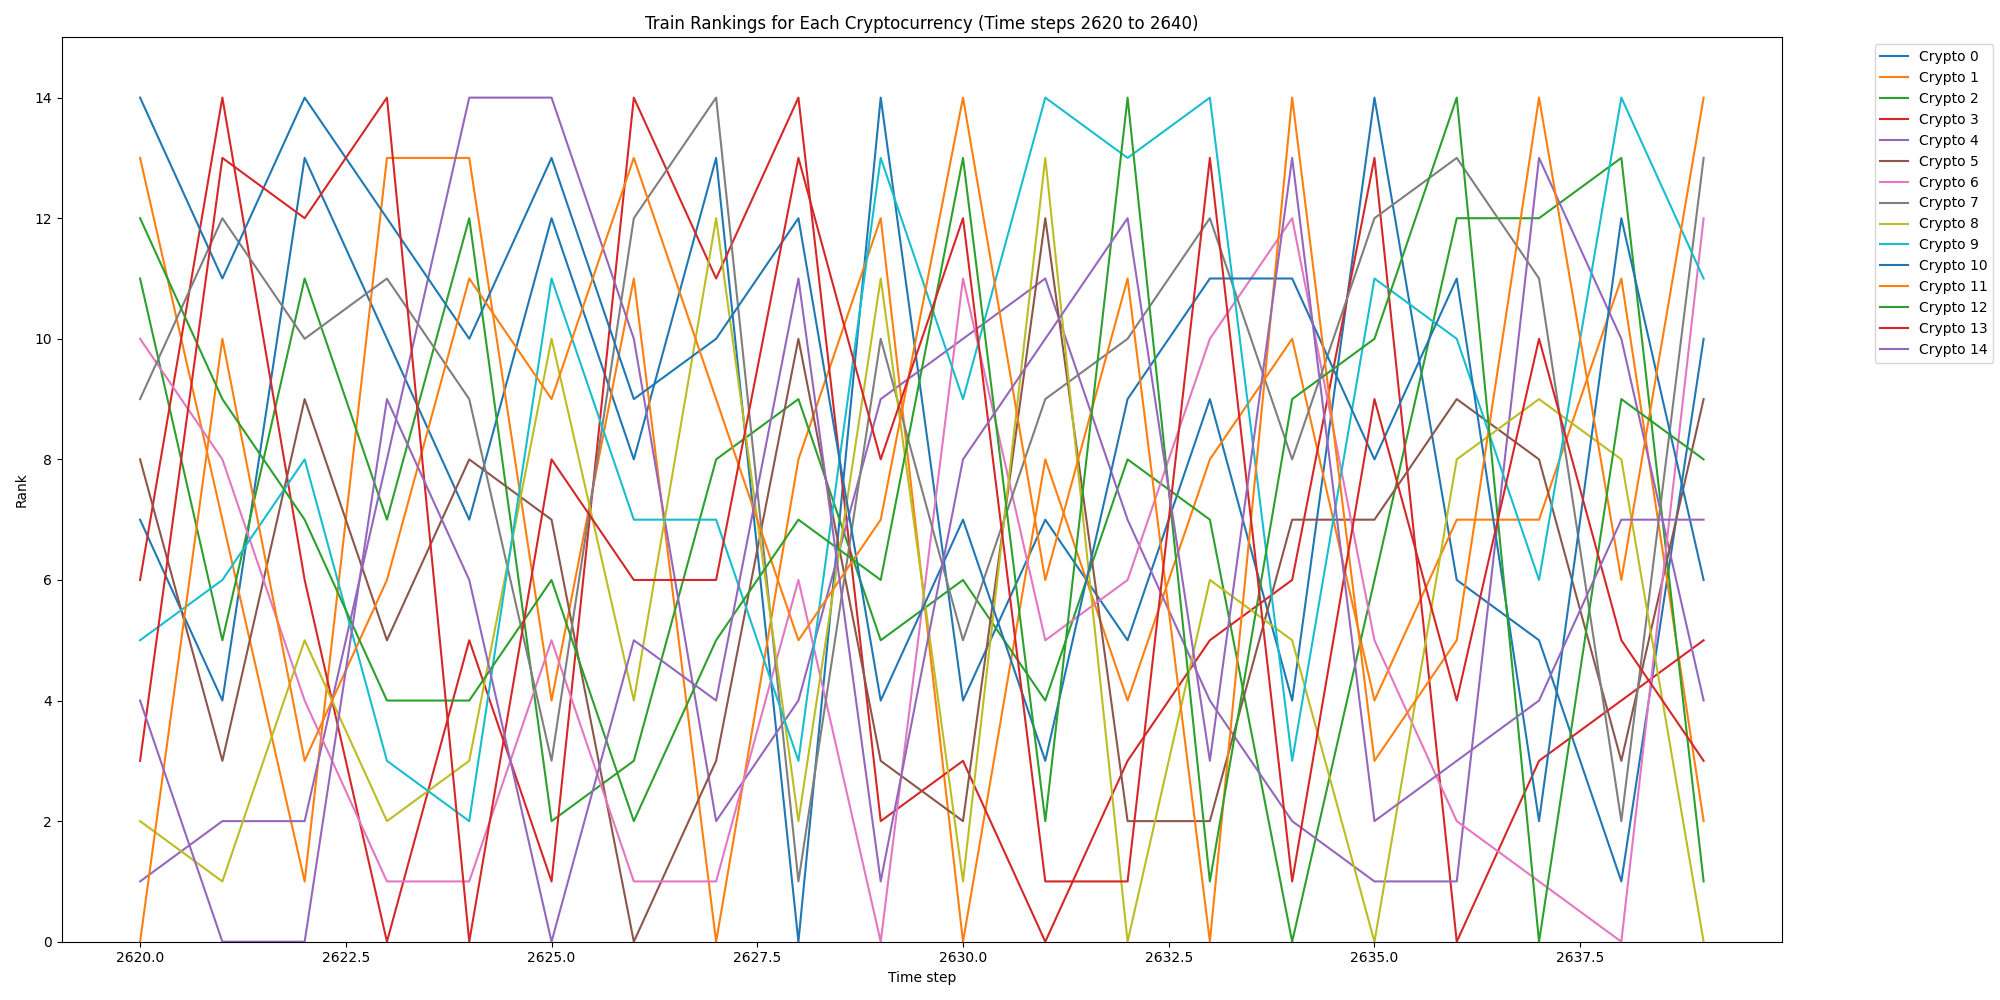 Train Rankings for Each Cryptocurrency (Time steps 2620 to 2640)
Rank
14
12
10
8
6
4
2
0
2620.0
2622.5
2625.0
2627.5
2630.0
2632.5
2635.0
2637.5
Time step
Crypto 0
Crypto 1
Crypto 2
Crypto 3
Crypto 4
Crypto 5
Crypto 6
Crypto 7
Crypto 8
Crypto 9
Crypto 10
Crypto 11
Crypto 12
Crypto 13
Crypto 14